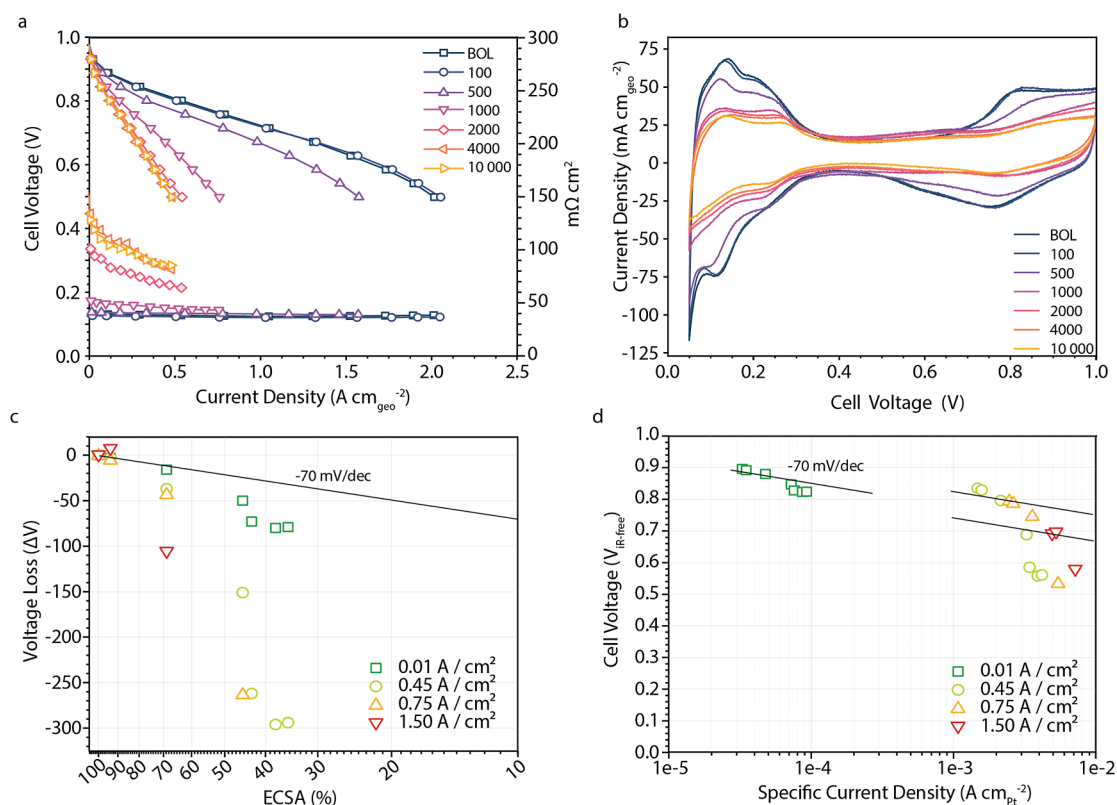 a
Cell Voltage (V)
1.0
0.8
0.6
0.4
0.2
0.0
300
250
200
150
100
50
0
mΩ cm²
BOL
100
500
1000
2000
4000
10 000
0
0.5
1.0
1.5
2.0
2.5
Current Density (A cm geo -2)
b
Current Density (mA cm geo -2)
75
50
25
0
-25
-50
-75
-100
-125
BOL
100
500
1000
2000
4000
10 000
0
0.2
0.4
0.6
0.8
1.0
Cell Voltage (V)
c
Voltage Loss (ΔV)
0
-50
-100
-150
-200
-250
-300
-70 mV/dec
0.01 A / cm²
0.45 A / cm²
0.75 A / cm²
1.50 A / cm²
100
90
80
70
60
50
40
30
20
10
ECSA (%)
d
Cell Voltage (V iR-free)
1.0
0.9
0.8
0.7
0.6
0.5
0.4
0.3
0.2
0.1
0.0
-70 mV/dec
0.01 A / cm²
0.45 A / cm²
0.75 A / cm²
1.50 A / cm²
1e-5
1e-4
1e-3
1e-2
Specific Current Density (A cm Pt -2)